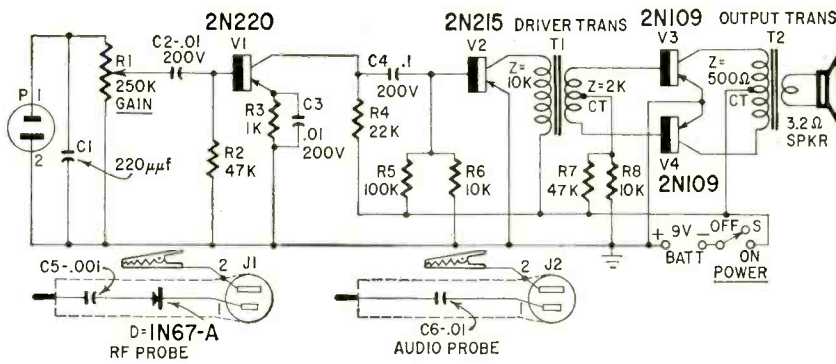 P1
2
R1
250K
GAIN
C1
220μμf
C2-.01
200V
2N220
V1
R2
47K
R3
1K
C3
.01
200V
C4 .1
200V
R4
22K
R5
100K
R6
10K
2N215
V2
DRIVER TRANS
T1
Z=
10K
Z=2K
CT
R7
47K
R8
10K
2N109
V3
V4
2N109
OUTPUT TRANS
T2
Z=
500Ω
CT
3.2Ω
SPKR
+ 9V -
BATT
OFF
S
ON
POWER
C5-.001
2
J1
1
D=1N67-A
RF PROBE
2
J2
1
C6-.01
AUDIO PROBE